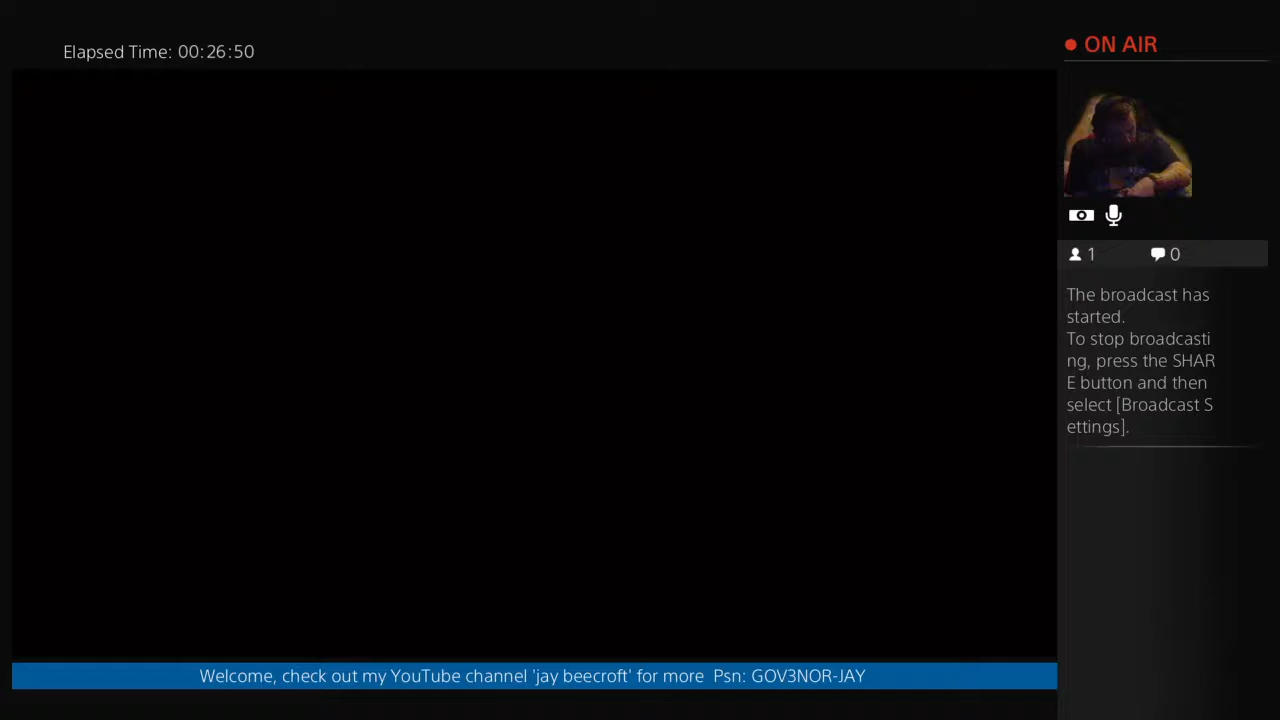 Elapsed Time: 00:26:50
ON AIR
1 0
The broadcast has
started.
To stop broadcasti
ng, press the SHAR
E button and then
select [Broadcast S
ettings].
Welcome, check out my YouTube channel 'jay beecroft' for more  Psn: GOV3NOR-JAY